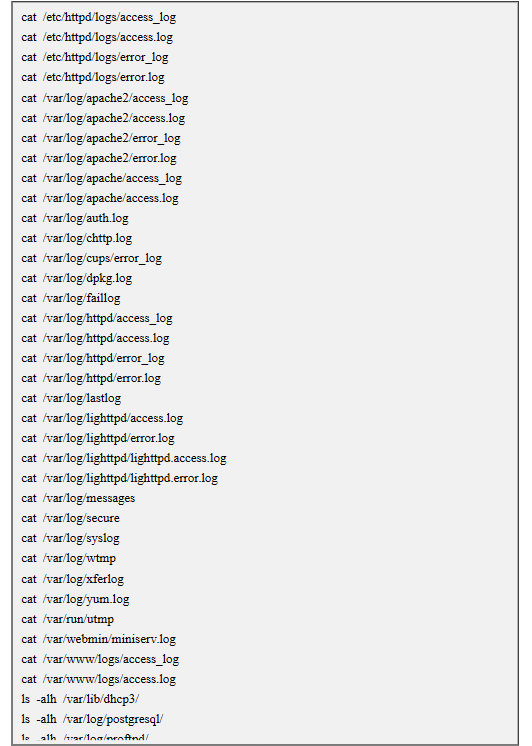 cat /etc/httpd/logs/access_log
cat /etc/httpd/logs/access.log
cat /etc/httpd/logs/error_log
cat /etc/httpd/logs/error.log
cat /var/log/apache2/access_log
cat /var/log/apache2/access.log
cat /var/log/apache2/error_log
cat /var/log/apache2/error.log
cat /var/log/apache/access_log
cat /var/log/apache/access.log
cat /var/log/auth.log
cat /var/log/chttp.log
cat /var/log/cups/error_log
cat /var/log/dpkg.log
cat /var/log/faillog
cat /var/log/httpd/access_log
cat /var/log/httpd/access.log
cat /var/log/httpd/error_log
cat /var/log/httpd/error.log
cat /var/log/lastlog
cat /var/log/lighttpd/access.log
cat /var/log/lighttpd/error.log
cat /var/log/lighttpd/lighttpd.access.log
cat /var/log/lighttpd/lighttpd.error.log
cat /var/log/messages
cat /var/log/secure
cat /var/log/syslog
cat /var/log/wtmp
cat /var/log/xferlog
cat /var/log/yum.log
cat /var/run/utmp
cat /var/webmin/miniserv.log
cat /var/www/logs/access_log
cat /var/www/logs/access.log
ls -alh /var/lib/dhcp3/
ls -alh /var/log/postgresql/
ls -alh /var/log/proftpd/